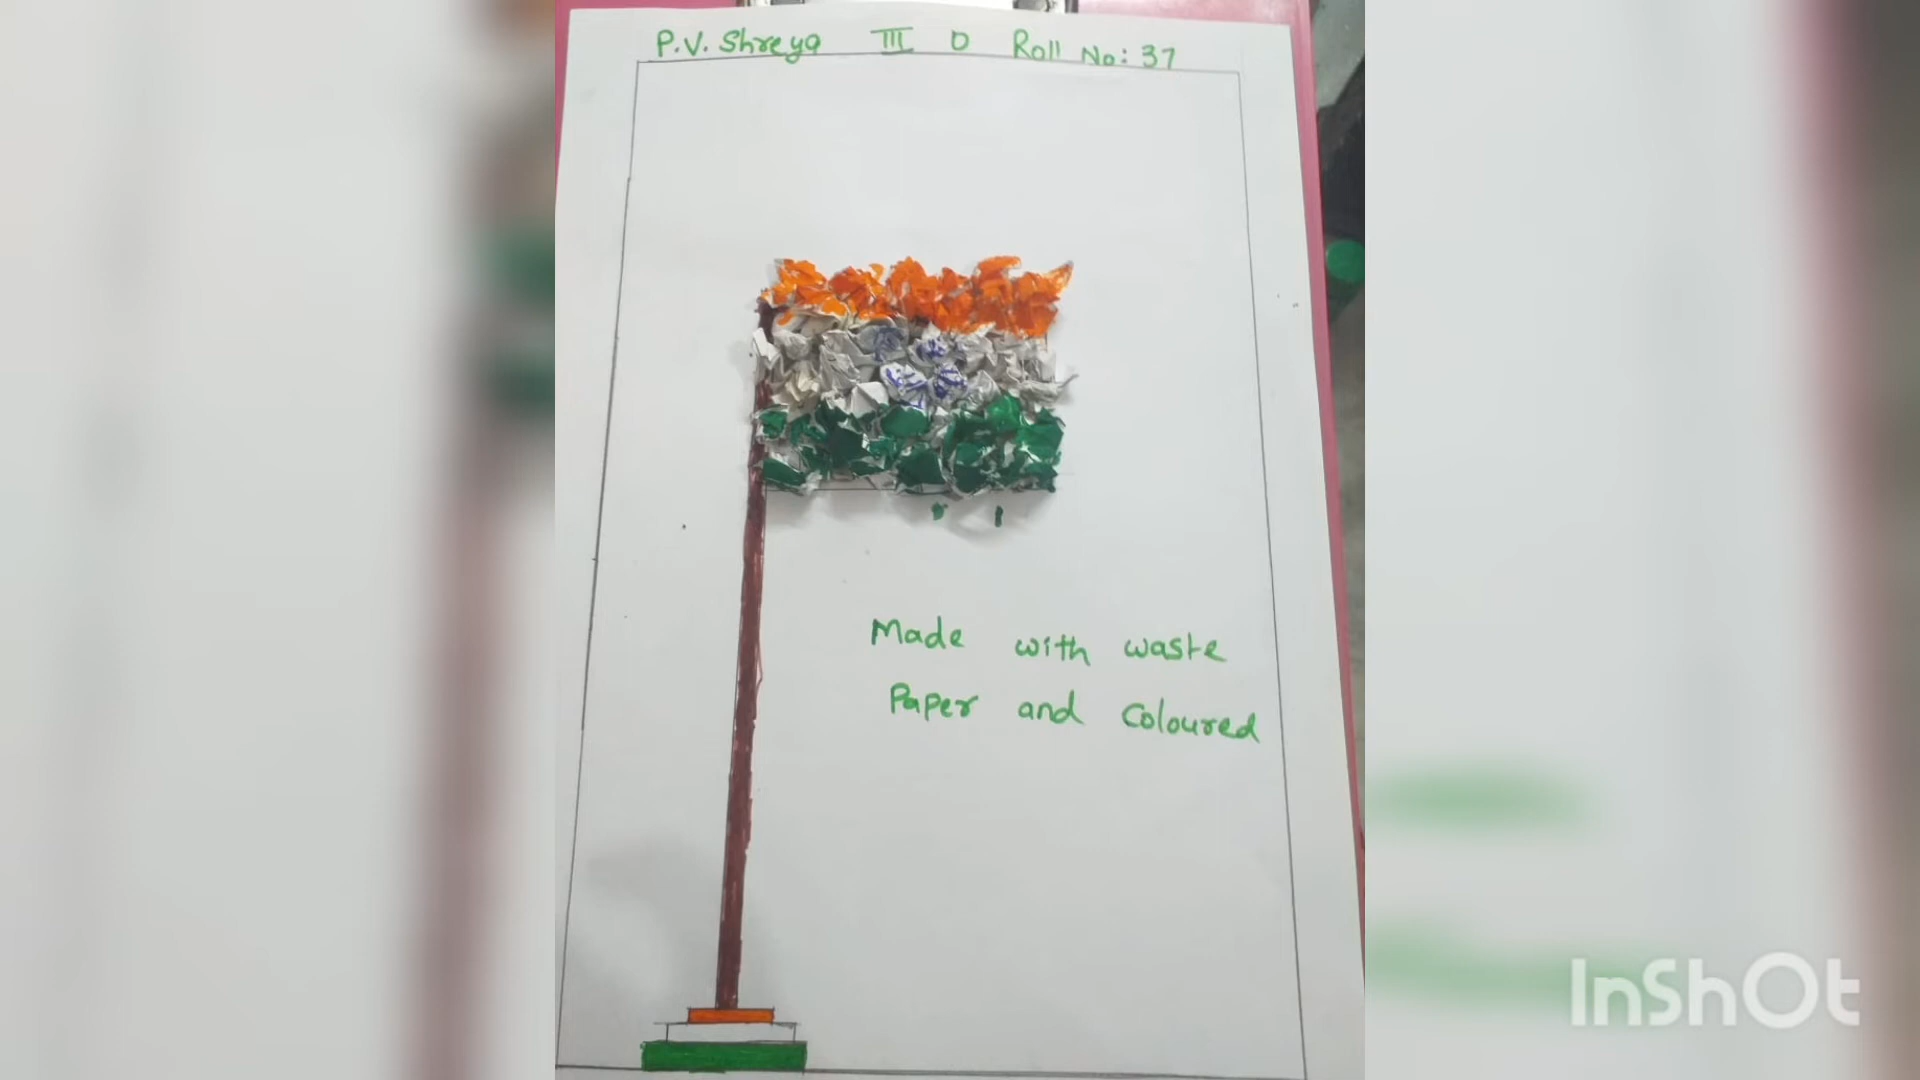 P.V. Shreya III D Roll No: 37
Made with waste
Paper and Coloured
InShOt